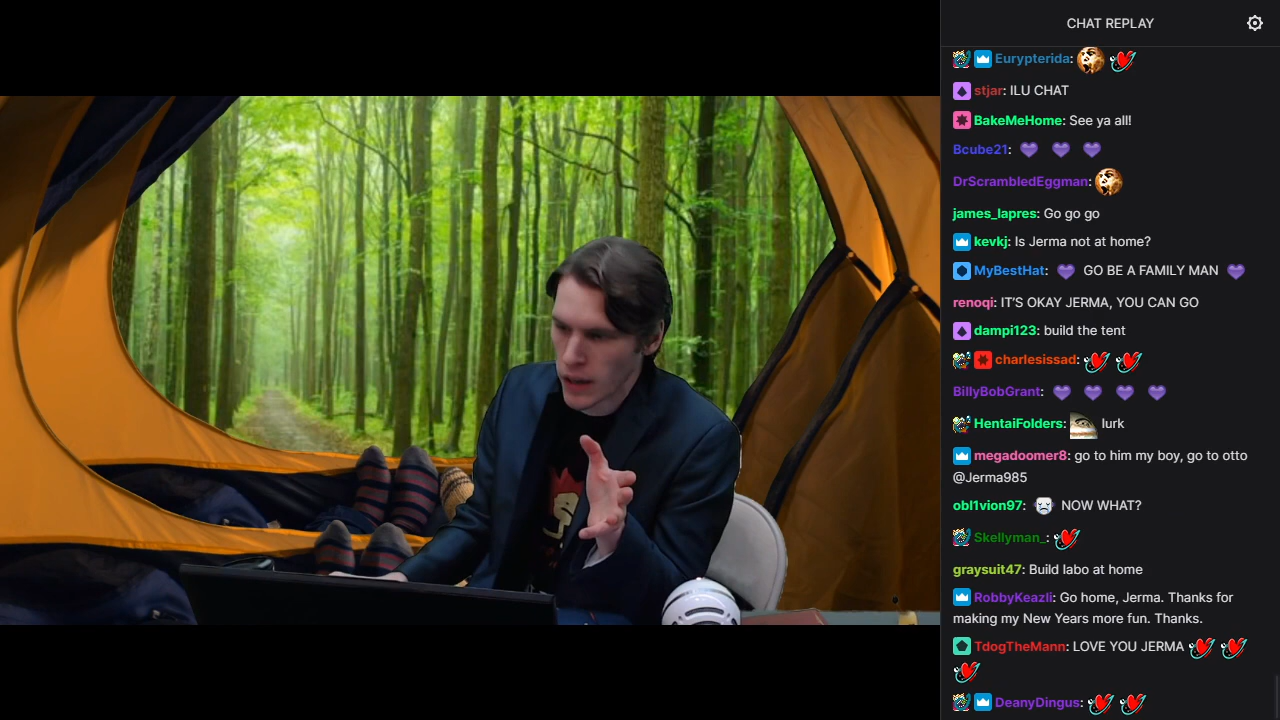 CHAT REPLAY
Eurypterida:
stjar: ILU CHAT
BakeMeHome: See ya all!
Bcube21:
DrScrambledEggman:
james_lapres: Go go go
kevkj: Is Jerma not at home?
MyBestHat: GO BE A FAMILY MAN
renoqi: IT'S OKAY JERMA, YOU CAN GO
dampi123: build the tent
charlesissad:
BillyBobGrant:
HentaiFolders: lurk
megadoomer8: go to him my boy, go to otto
@Jerma985
obl1vion97: NOW WHAT?
Skellyman_:
graysuit47: Build labo at home
RobbyKeazli: Go home, Jerma. Thanks for
making my New Years more fun. Thanks.
TdogTheMann: LOVE YOU JERMA
DeanyDingus: